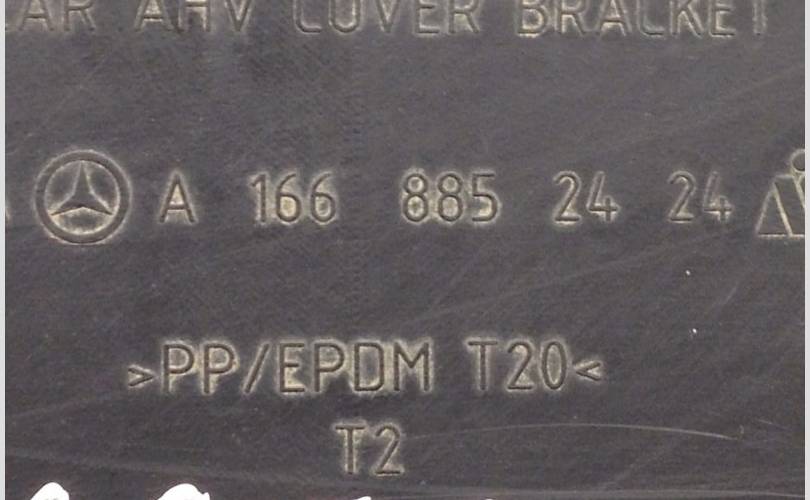 AHV COVER BRACKET
A 166 885 24 24
>PP/EPDM T20<
T2